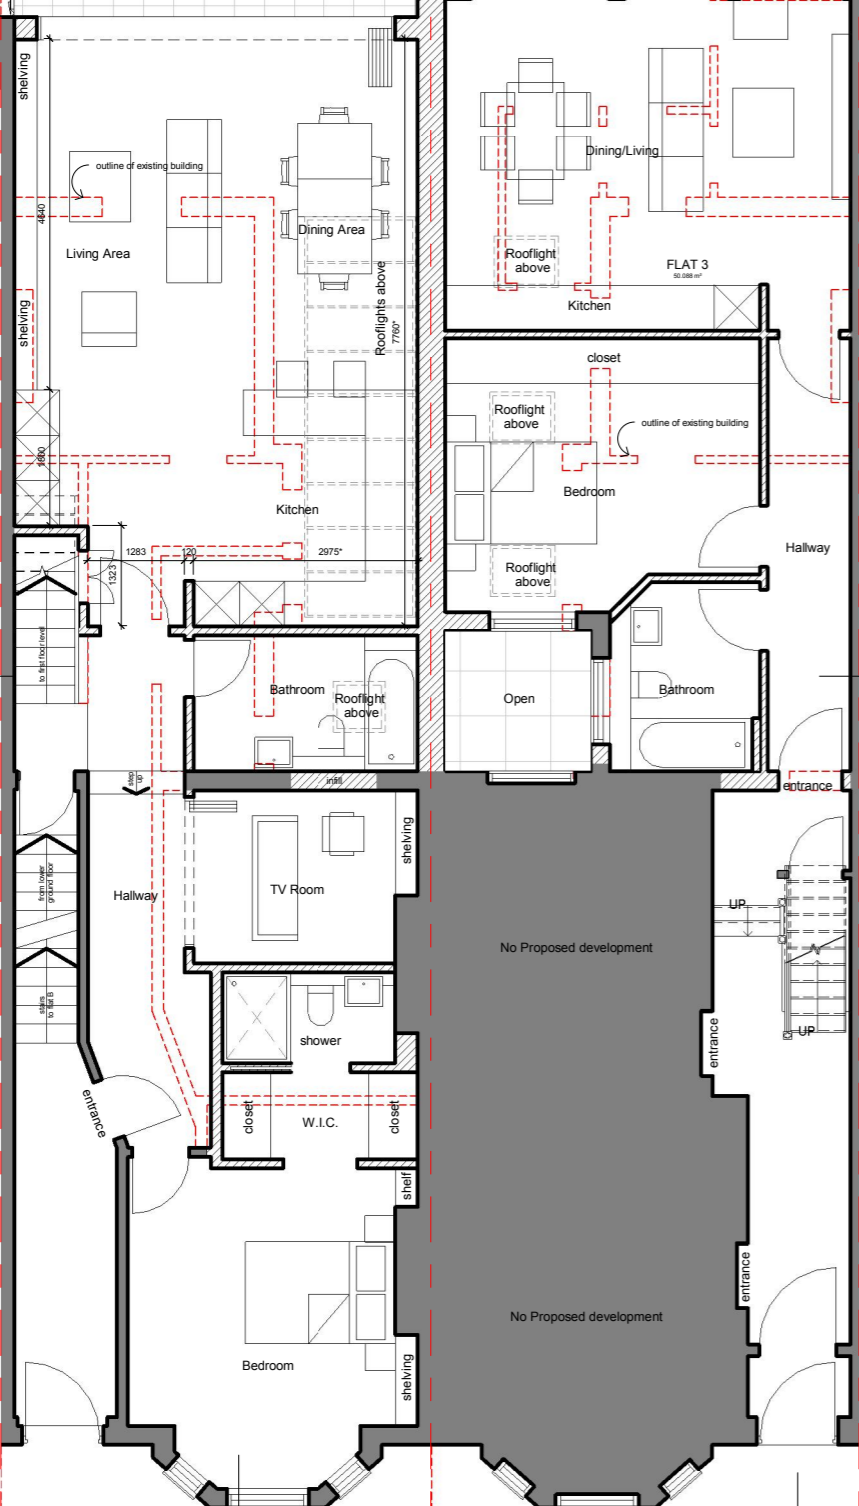 shelving
outline of existing building
4840
Living Area
Dining Area
Rooflights above
7760*
shelving
1600
Kitchen
1283
120
2975*
1323
to first floor level
Bathroom
Rooflight
above
step
up
infill
from lower
ground floor
Hallway
TV Room
shelving
stairs
to flat B
shower
entrance
closet
W.I.C.
closet
shelf
Bedroom
shelving
Dining/Living
Rooflight
above
FLAT 3
50.088 m²
Kitchen
closet
Rooflight
above
outline of existing building
Bedroom
Rooflight
above
Hallway
Open
Bathroom
entrance
UP
No Proposed development
UP
entrance
entrance
No Proposed development